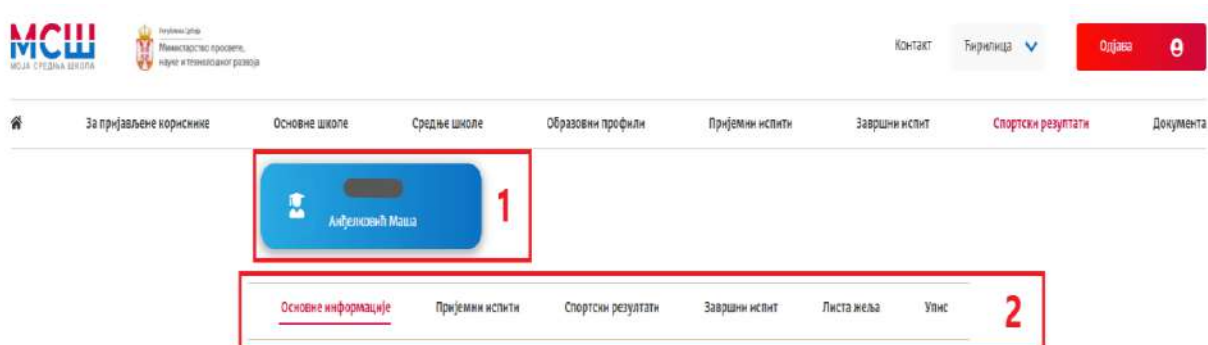 МСШ
МОЈА СРЕДЊА ШКОЛА
Република Србија
Министарство просвете,
науке и технолошког развоја
Контакт
Ћирилица
Одјава
За пријављене кориснике
Основне школе
Средње школе
Образовни профили
Пријемни испити
Завршни испит
Спортски резултати
Документа
Анђелковић Маша
1
Основне информације
Пријемни испити
Спортски резултати
Завршни испит
Листа жеља
Упис
2